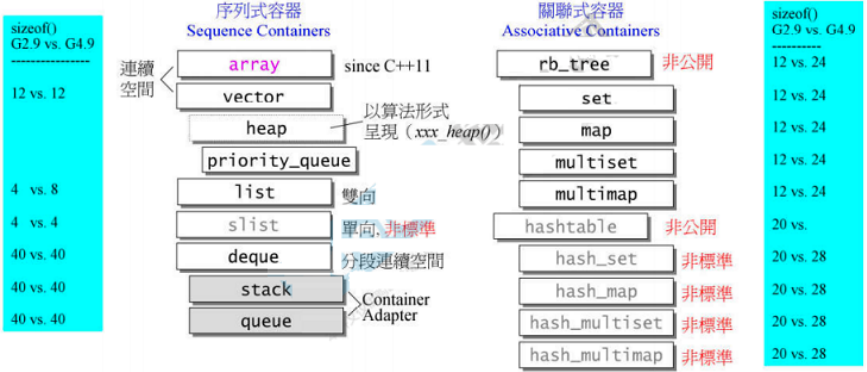 sizeof()
G2.9 vs. G4.9
----------------
12 vs. 12
4 vs. 8
4 vs. 4
40 vs. 40
40 vs. 40
40 vs. 40
序列式容器
Sequence Containers
連續
空間
array
since C++11
vector
heap
以算法形式
呈現（xxx_heap()）
priority_queue
list
雙向
slist
單向, 非標準
deque
分段連續空間
stack
queue
Container
Adapter
關聯式容器
Associative Containers
rb_tree
非公開
set
map
multiset
multimap
hashtable
非公開
hash_set
非標準
hash_map
非標準
hash_multiset
非標準
hash_multimap
非標準
sizeof()
G2.9 vs. G4.9
----------
12 vs. 24
12 vs. 24
12 vs. 24
12 vs. 24
12 vs. 24
20 vs.
20 vs. 28
20 vs. 28
20 vs. 28
20 vs. 28